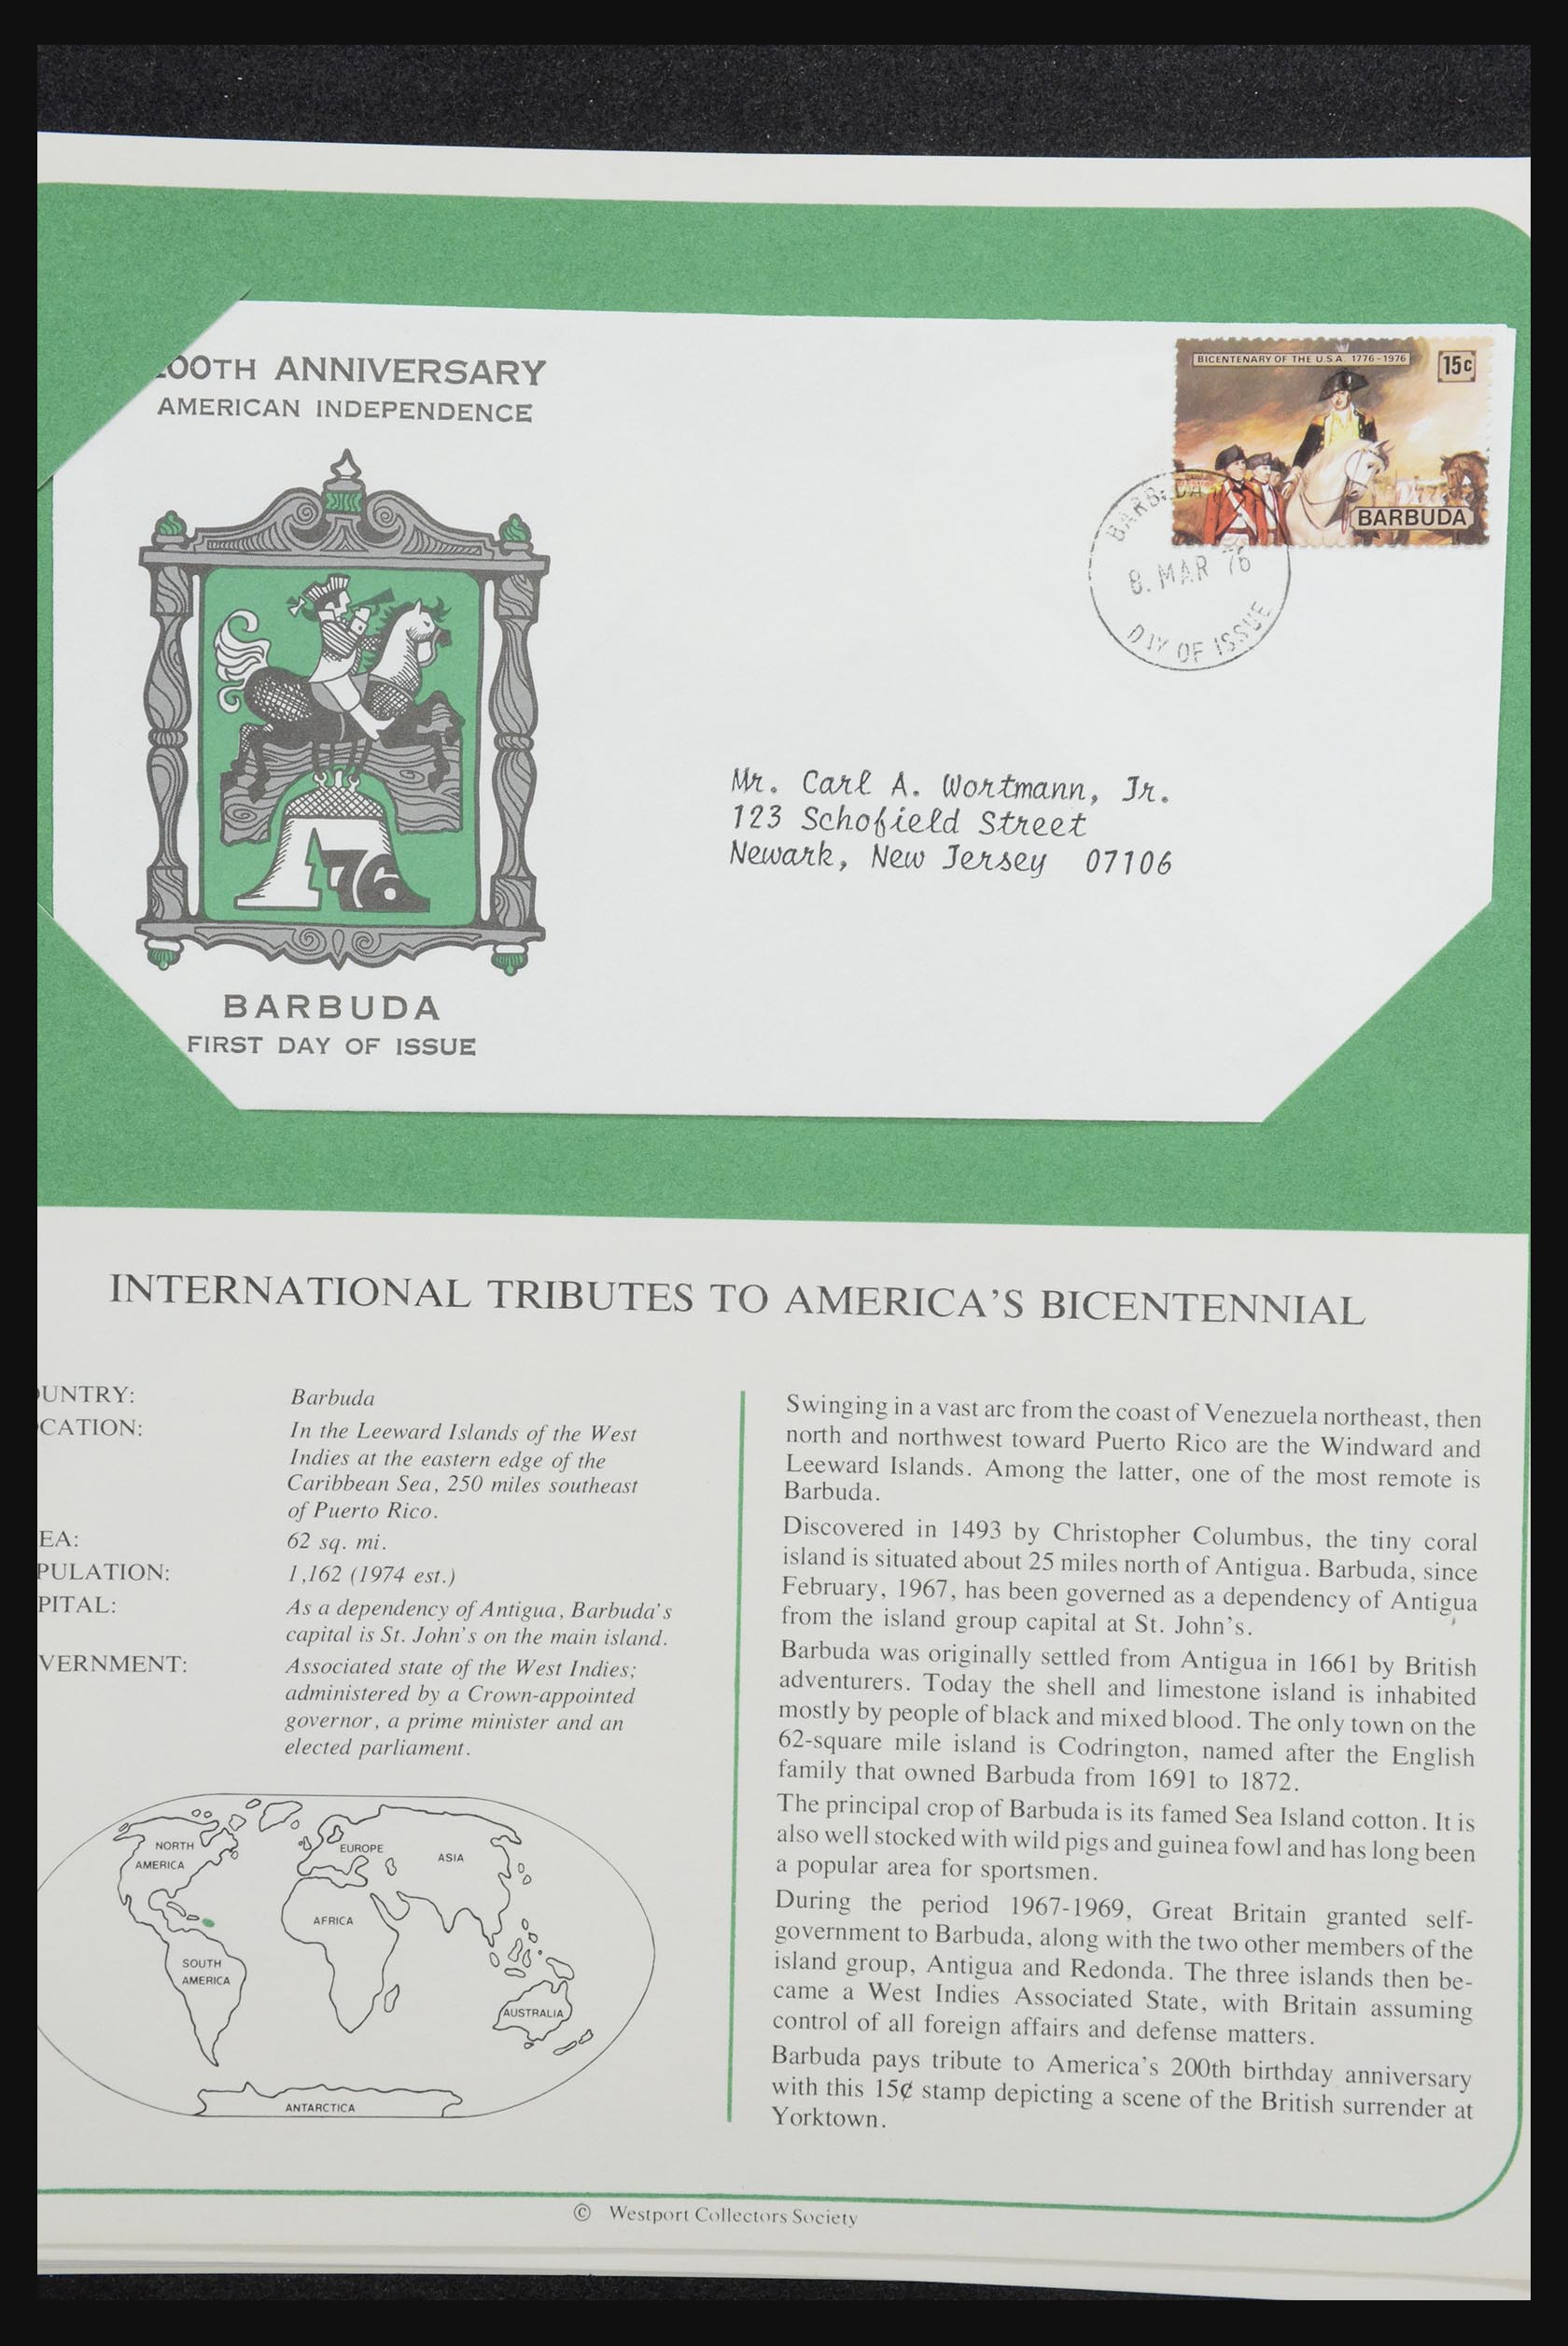 00TH ANNIVERSARY
AMERICAN INDEPENDENCE
1776
BARBUDA
FIRST DAY OF ISSUE
BICENTENARY OF THE U.S.A. 1776-1976
15c
BARBUDA
BARBUDA
8. MAR 76
DAY OF ISSUE
Mr. Carl A. Wortmann, Jr.
123 Schofield Street
Newark, New Jersey 07106
INTERNATIONAL TRIBUTES TO AMERICA'S BICENTENNIAL
OUNTRY: Barbuda
CATION: In the Leeward Islands of the West
Indies at the eastern edge of the
Caribbean Sea, 250 miles southeast
of Puerto Rico.
EA: 62 sq. mi.
PULATION: 1,162 (1974 est.)
PITAL: As a dependency of Antigua, Barbuda's
capital is St. John's on the main island.
VERNMENT: Associated state of the West Indies;
administered by a Crown-appointed
governor, a prime minister and an
elected parliament.
NORTH
AMERICA
EUROPE
ASIA
AFRICA
SOUTH
AMERICA
AUSTRALIA
ANTARCTICA
Swinging in a vast arc from the coast of Venezuela northeast, then
north and northwest toward Puerto Rico are the Windward and
Leeward Islands. Among the latter, one of the most remote is
Barbuda.
Discovered in 1493 by Christopher Columbus, the tiny coral
island is situated about 25 miles north of Antigua. Barbuda, since
February, 1967, has been governed as a dependency of Antigua
from the island group capital at St. John's.
Barbuda was originally settled from Antigua in 1661 by British
adventurers. Today the shell and limestone island is inhabited
mostly by people of black and mixed blood. The only town on the
62-square mile island is Codrington, named after the English
family that owned Barbuda from 1691 to 1872.
The principal crop of Barbuda is its famed Sea Island cotton. It is
also well stocked with wild pigs and guinea fowl and has long been
a popular area for sportsmen.
During the period 1967-1969, Great Britain granted self-
government to Barbuda, along with the two other members of the
island group, Antigua and Redonda. The three islands then be-
came a West Indies Associated State, with Britain assuming
control of all foreign affairs and defense matters.
Barbuda pays tribute to America's 200th birthday anniversary
with this 15¢ stamp depicting a scene of the British surrender at
Yorktown.
© Westport Collectors Society